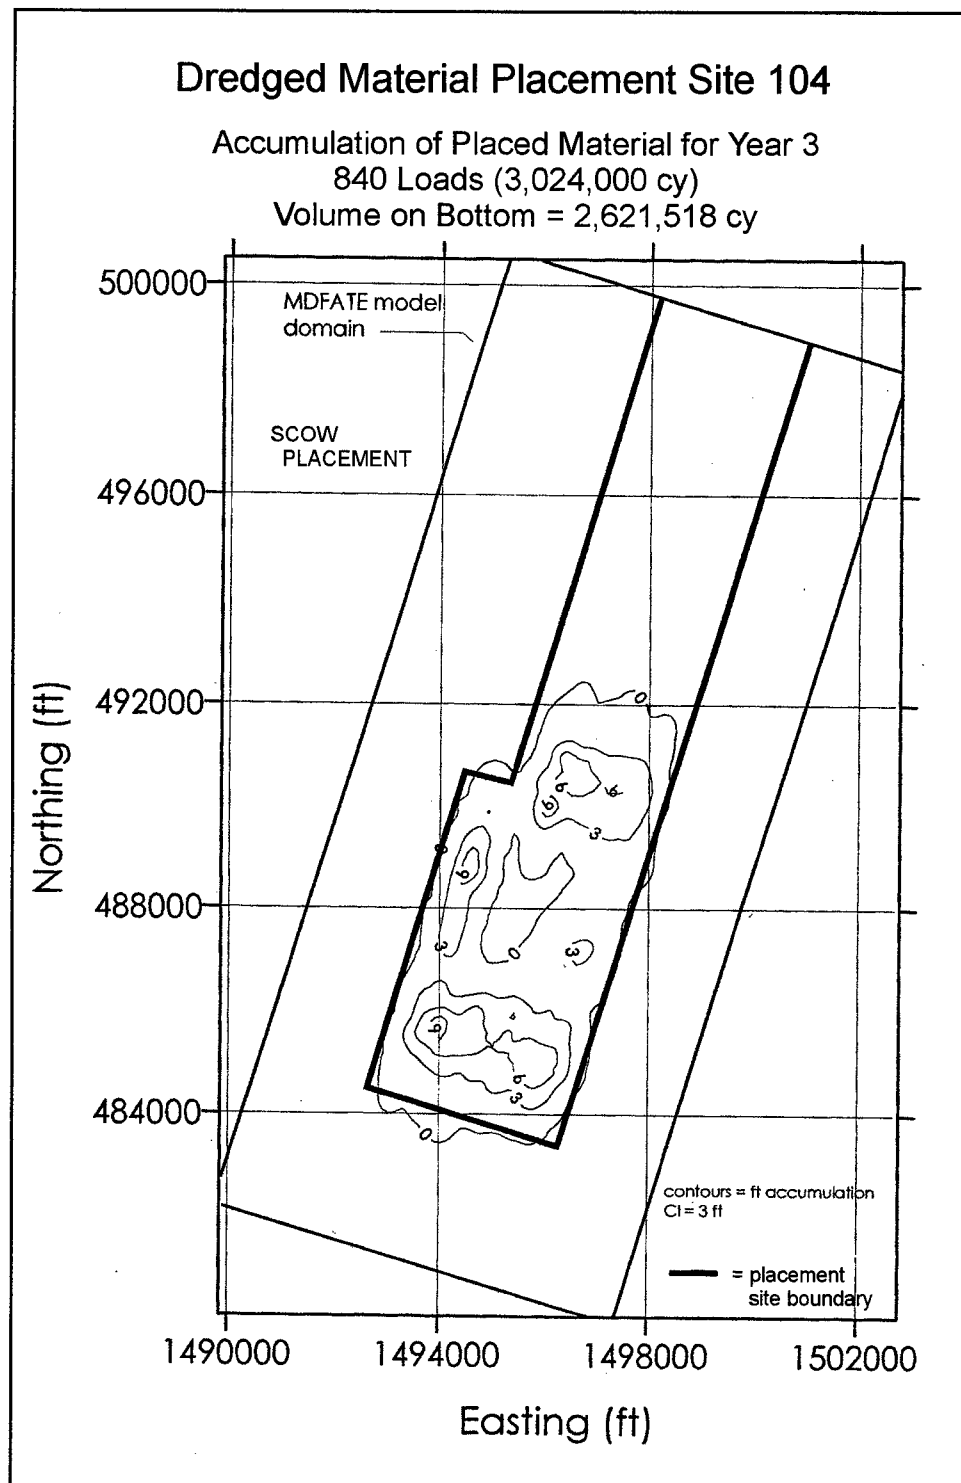 Dredged Material Placement Site 104
Accumulation of Placed Material for Year 3
840 Loads (3,024,000 cy)
Volume on Bottom = 2,621,518 cy
500000
MDFATE model
domain
SCOW
PLACEMENT
496000
492000
Northing (ft)
0
6
6
6
3
0
6
488000
3
0
3
9
6
3
484000
0
contours = ft accumulation
CI = 3 ft
= placement
site boundary
1490000
1494000
1498000
1502000
Easting (ft)